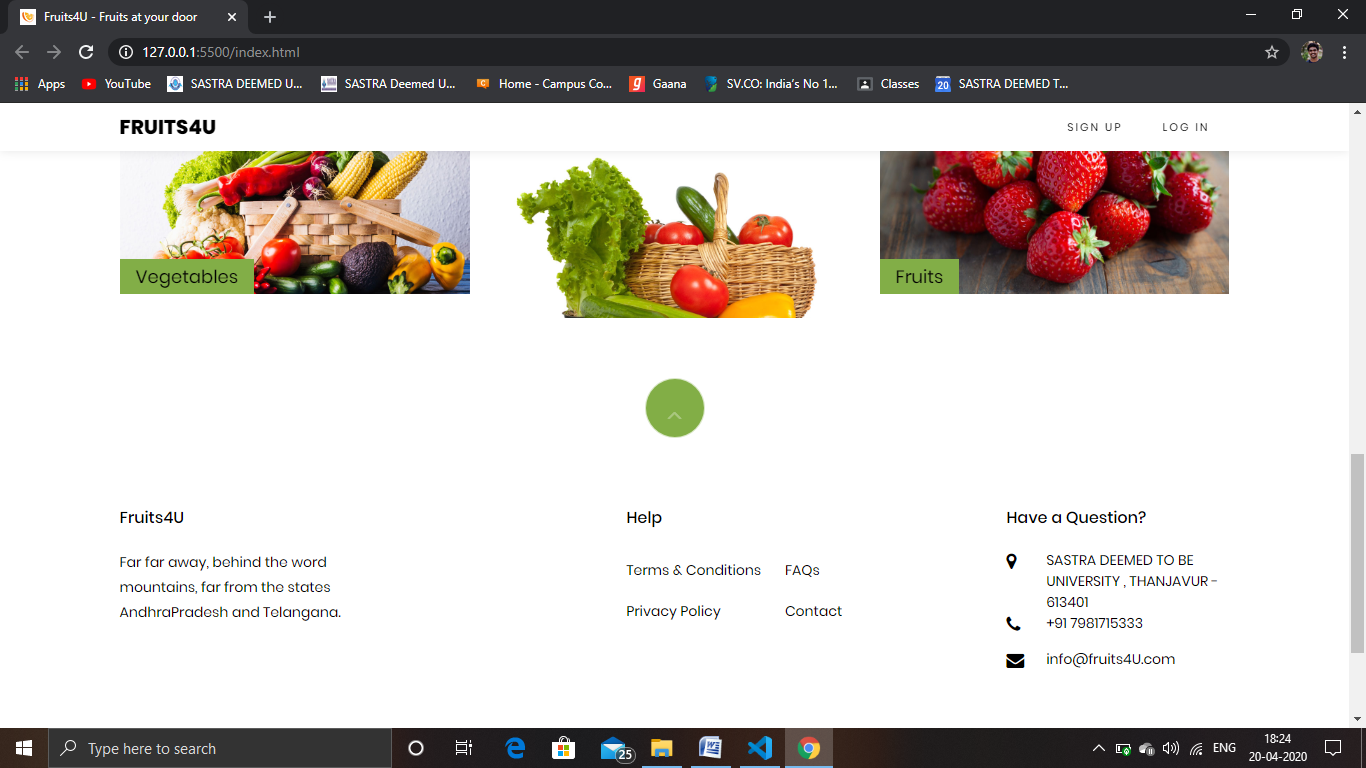 Fruits4U - Fruits at your door
127.0.0.1:5500/index.html
Apps YouTube SASTRA DEEMED U... SASTRA Deemed U... Home - Campus Co... Gaana SV.CO: India's No 1... Classes 20 SASTRA DEEMED T...
FRUITS4U SIGN UP LOG IN
Vegetables
Fruits
Fruits4U
Far far away, behind the word
mountains, far from the states
AndhraPradesh and Telangana.
Help
Terms & Conditions FAQs
Privacy Policy Contact
Have a Question?
SASTRA DEEMED TO BE
UNIVERSITY , THANJAVUR -
613401
+91 7981715333
info@fruits4U.com
Type here to search
25
ENG
18:24
20-04-2020